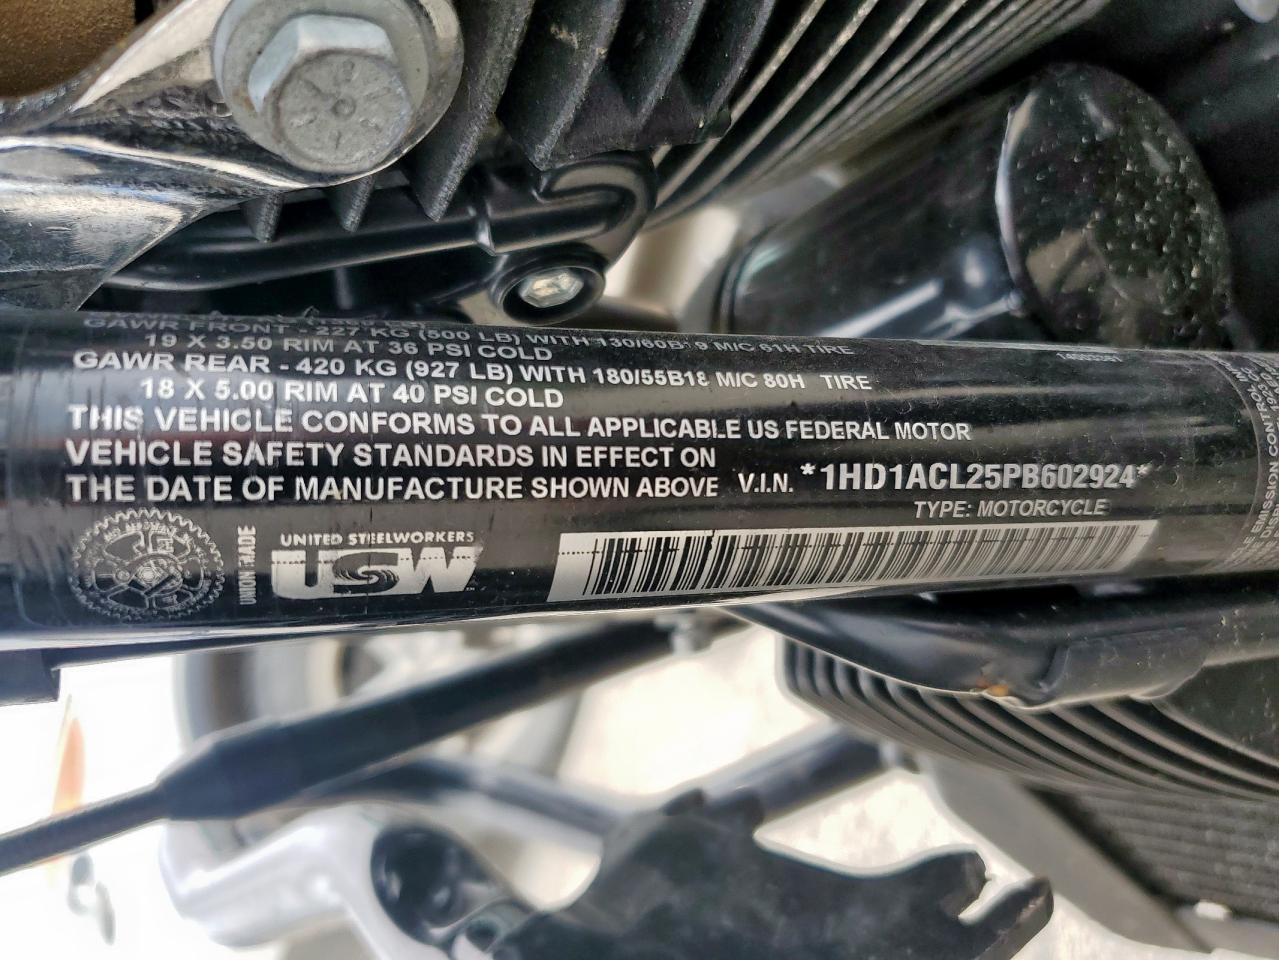 GAWR FRONT - 227 KG (500 LB) WITH 130/60B19 M/C 61H TIRE
19 X 3.50 RIM AT 36 PSI COLD
GAWR REAR - 420 KG (927 LB) WITH 180/55B18 M/C 80H TIRE
18 X 5.00 RIM AT 40 PSI COLD
THIS VEHICLE CONFORMS TO ALL APPLICABLE US FEDERAL MOTOR
VEHICLE SAFETY STANDARDS IN EFFECT ON
THE DATE OF MANUFACTURE SHOWN ABOVE V.I.N. *1HD1ACL25PB602924*
TYPE: MOTORCYCLE
UNION MADE
UNITED STEELWORKERS
USW